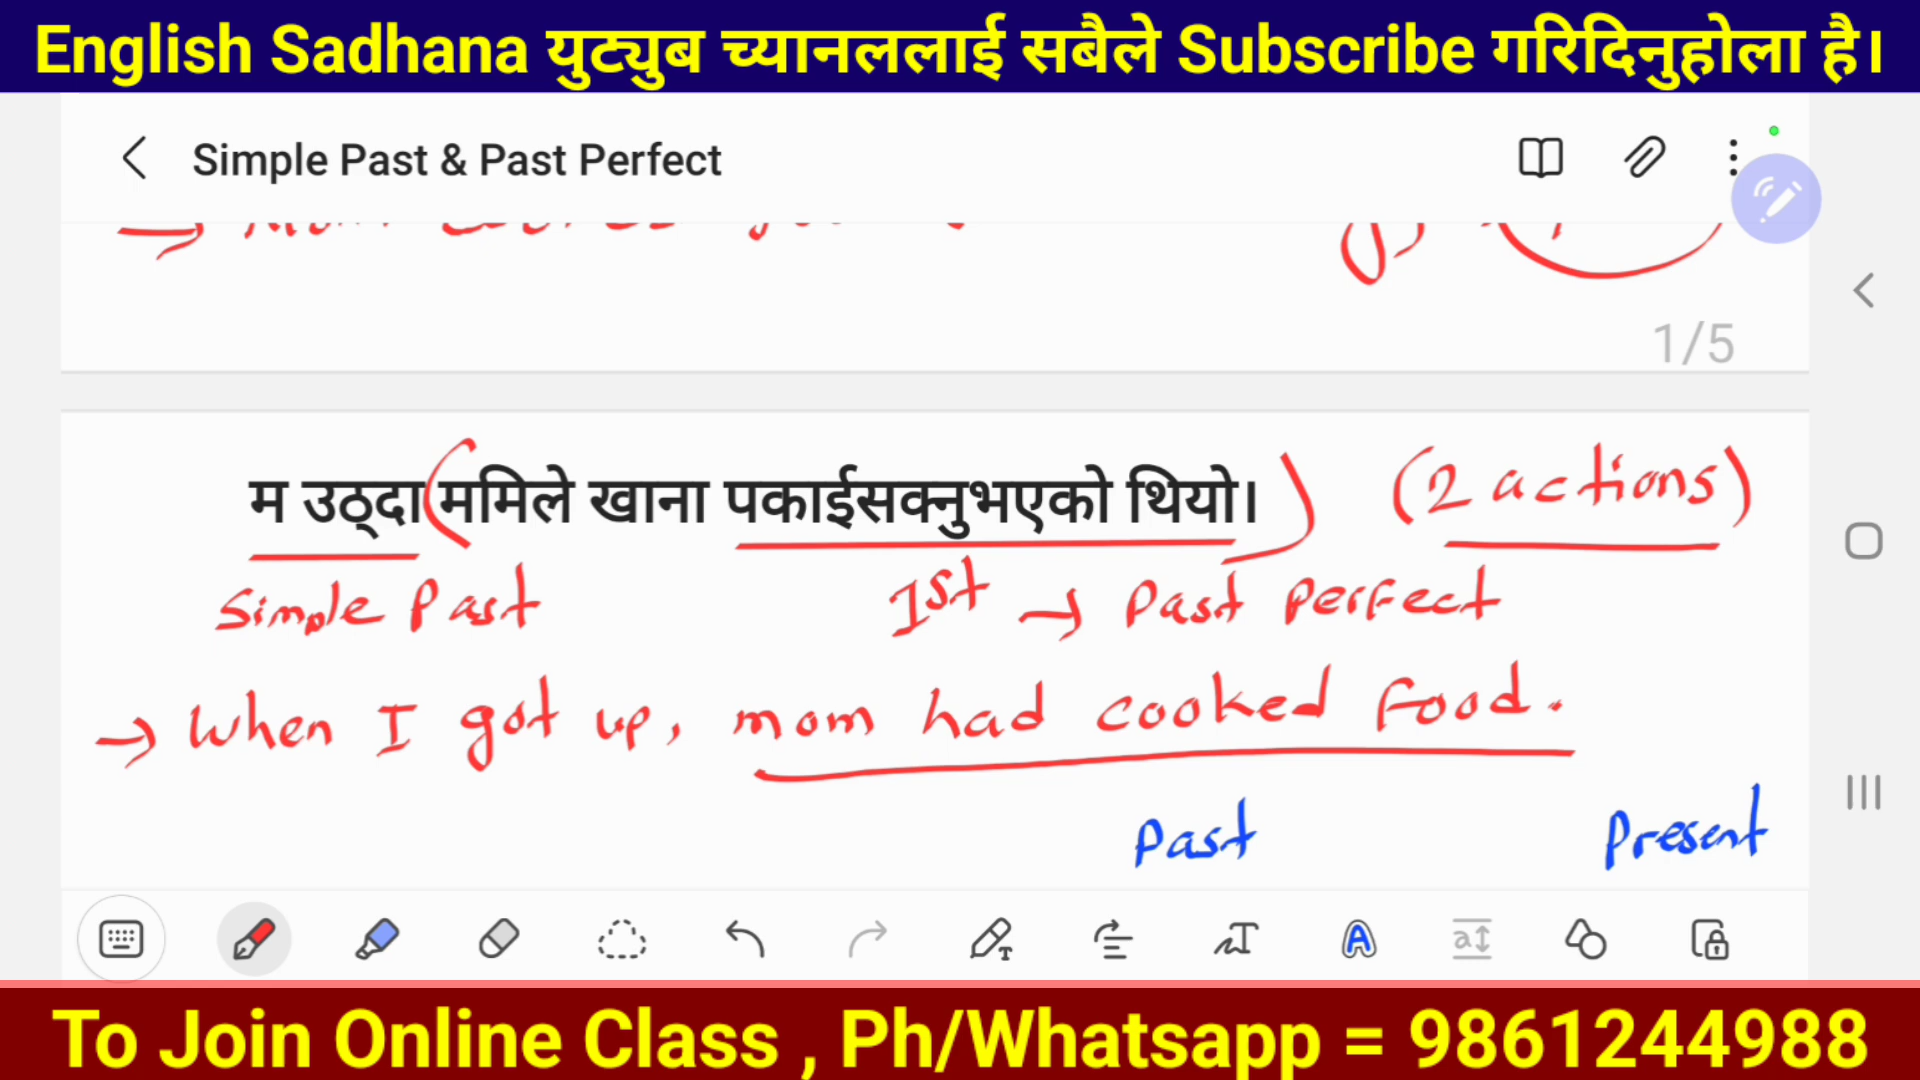 English Sadhana युट्युब च्यानललाई सबैले Subscribe गरिदिनुहोला है।
Simple Past & Past Perfect
1/5
म उठ्दा (ममिले खाना पकाईसक्नुभएको थियो।) (2 actions)
Simple Past 1st → Past Perfect
→ When I got up, mom had cooked food.
Past Present
To Join Online Class , Ph/Whatsapp = 9861244988